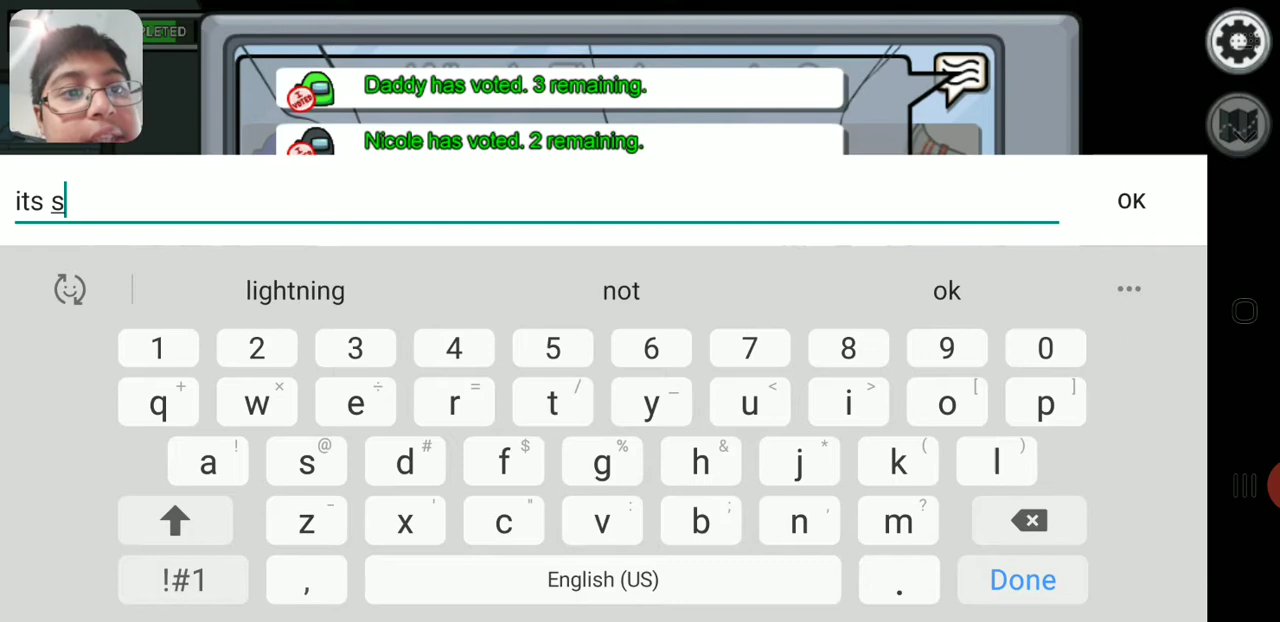 PLETED
Daddy has voted. 3 remaining.
Nicole has voted. 2 remaining.
its s
OK
lightning not ok
1 2 3 4 5 6 7 8 9 0
q + w × e ÷ r = t / y _ u < i > o [ p ]
a ! s @ d # f $ g % h & j * k ( l )
z - x ' c " v : b ; n , m ?
!#1 , English (US) . Done